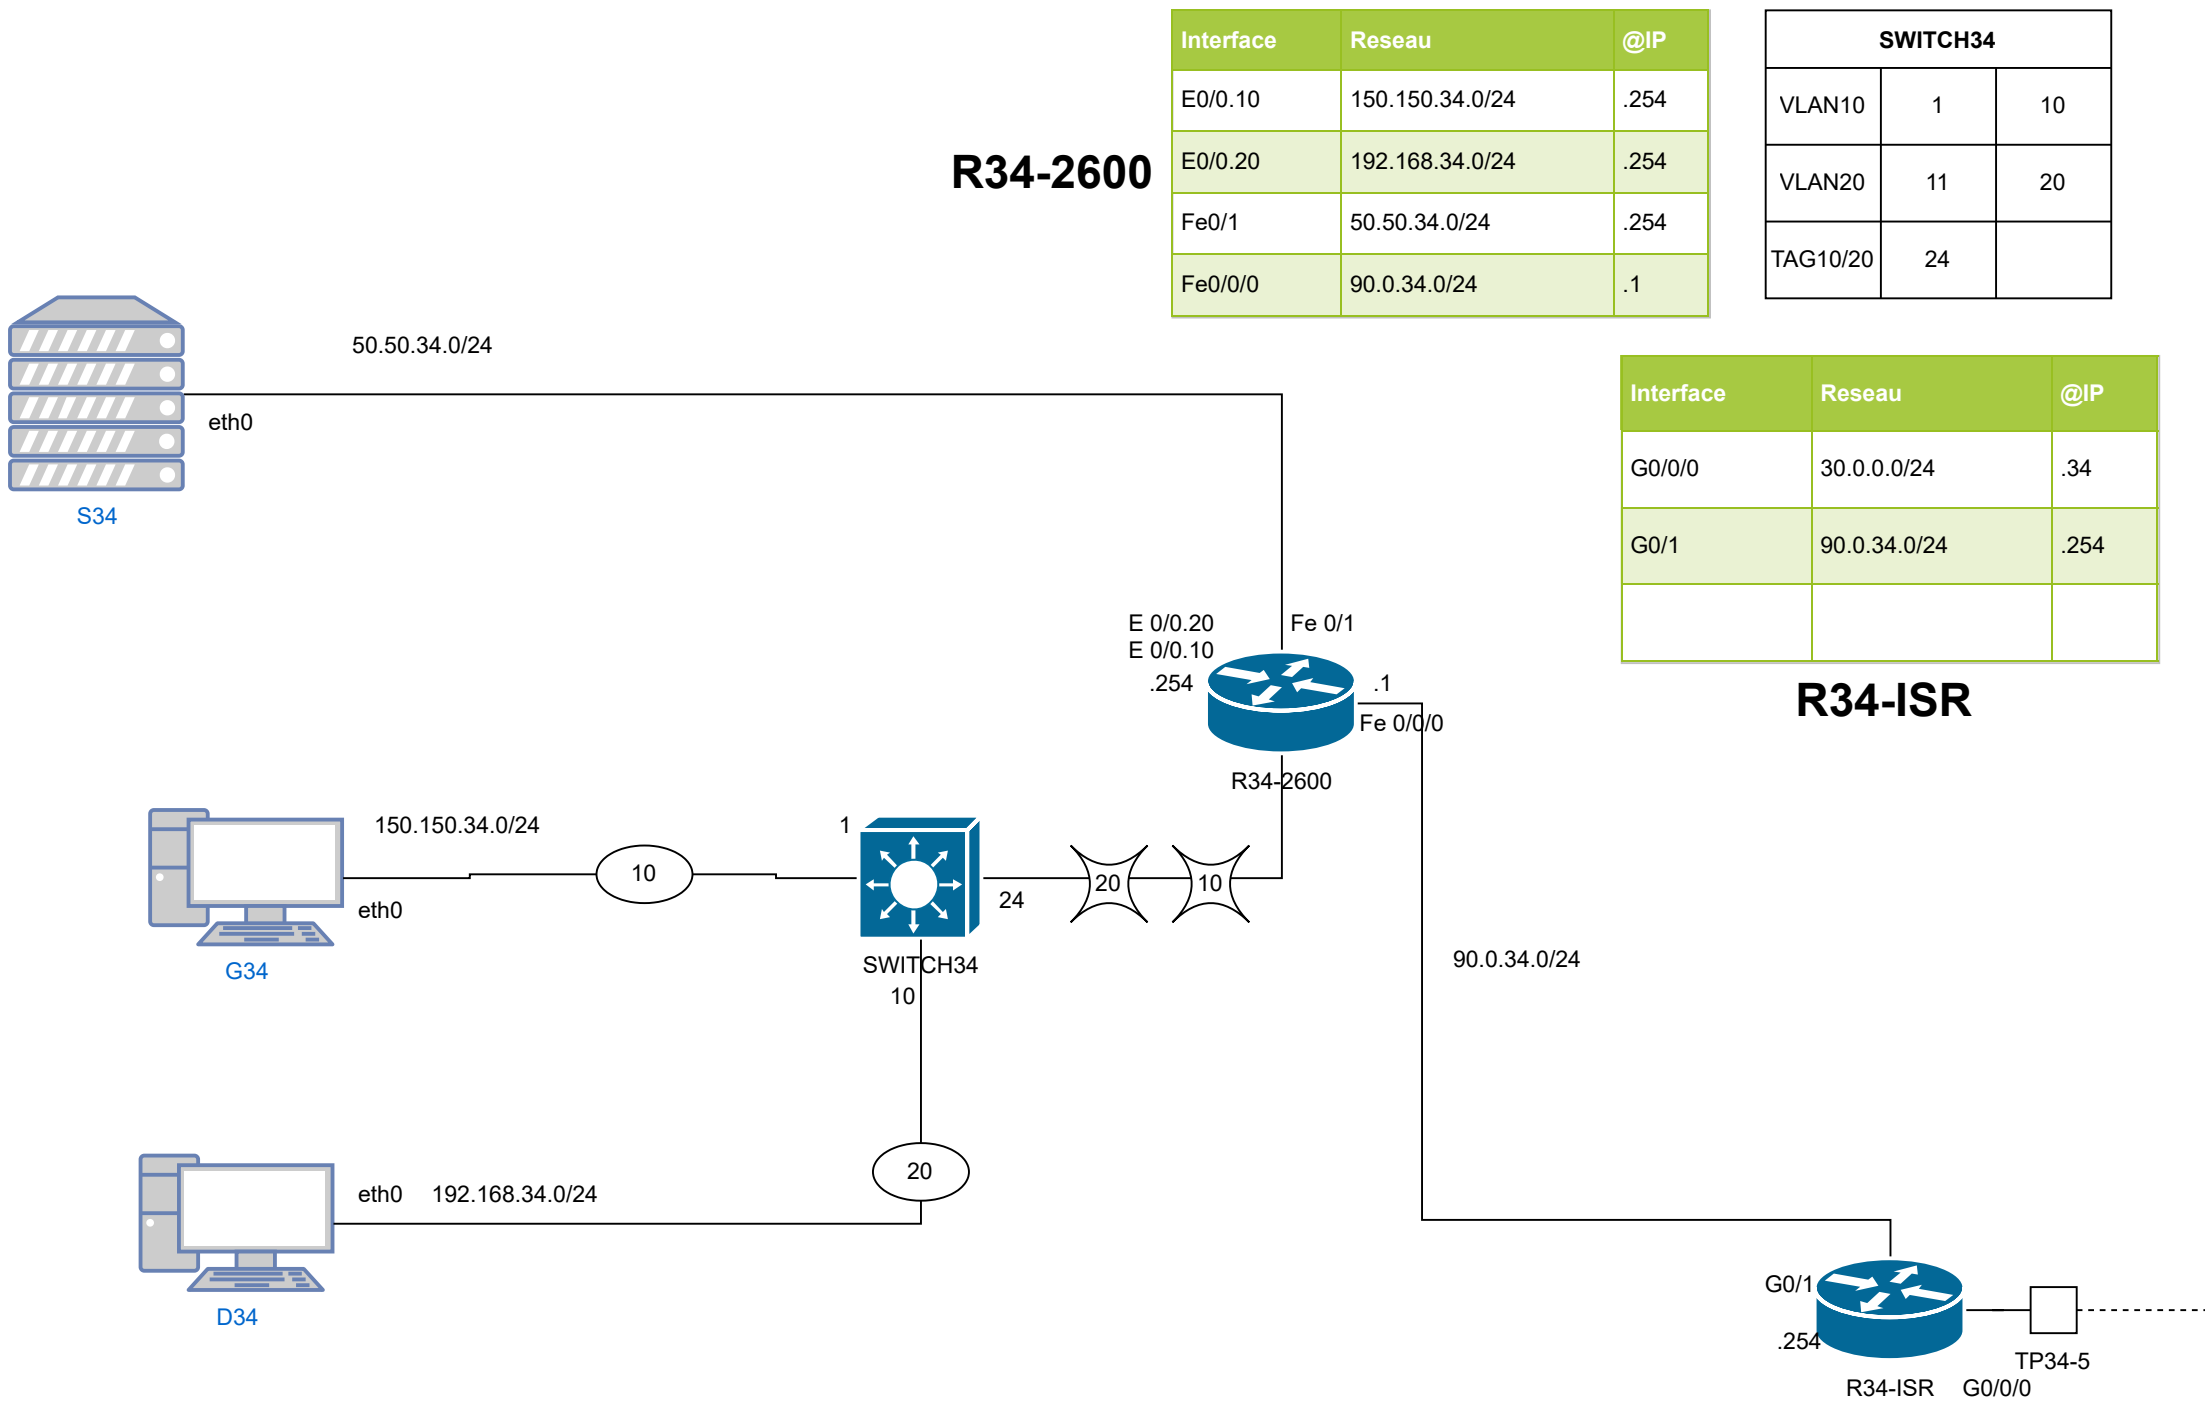 Interface Reseau @IP
E0/0.10 150.150.34.0/24 .254
E0/0.20 192.168.34.0/24 .254
Fe0/1 50.50.34.0/24 .254
Fe0/0/0 90.0.34.0/24 .1
R34-2600
SWITCH34
VLAN10 1 10
VLAN20 11 20
TAG10/20 24
50.50.34.0/24
eth0
S34
Interface Reseau @IP
G0/0/0 30.0.0.0/24 .34
G0/1 90.0.34.0/24 .254
R34-ISR
E 0/0.20
E 0/0.10
.254
Fe 0/1
.1
Fe 0/0/0
R34-2600
150.150.34.0/24
eth0
G34
10
1
24
SWITCH34
10
20
10
90.0.34.0/24
20
eth0 192.168.34.0/24
D34
G0/1
.254
R34-ISR
G0/0/0
TP34-5